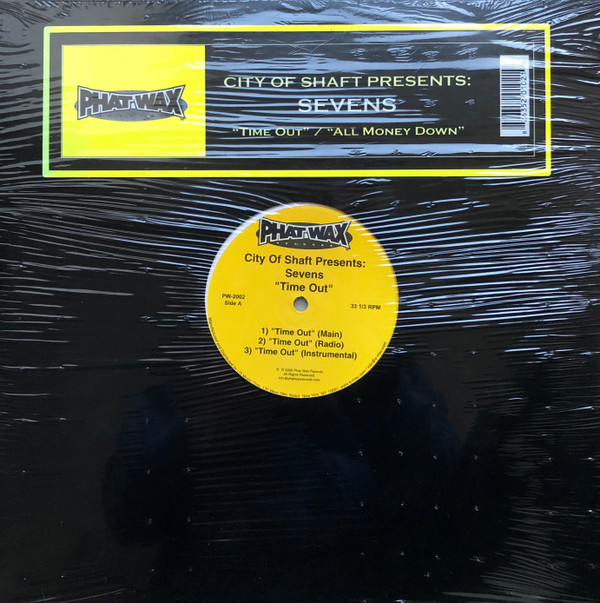 PHAT WAX
CITY OF SHAFT PRESENTS:
SEVENS
"TIME OUT" / "ALL MONEY DOWN"
PHAT WAX
RECORDS
City Of Shaft Presents:
Sevens
"Time Out"
PW-2002
Side A
33 1/3 RPM
1) "Time Out" (Main)
2) "Time Out" (Radio)
3) "Time Out" (Instrumental)
All Rights Reserved